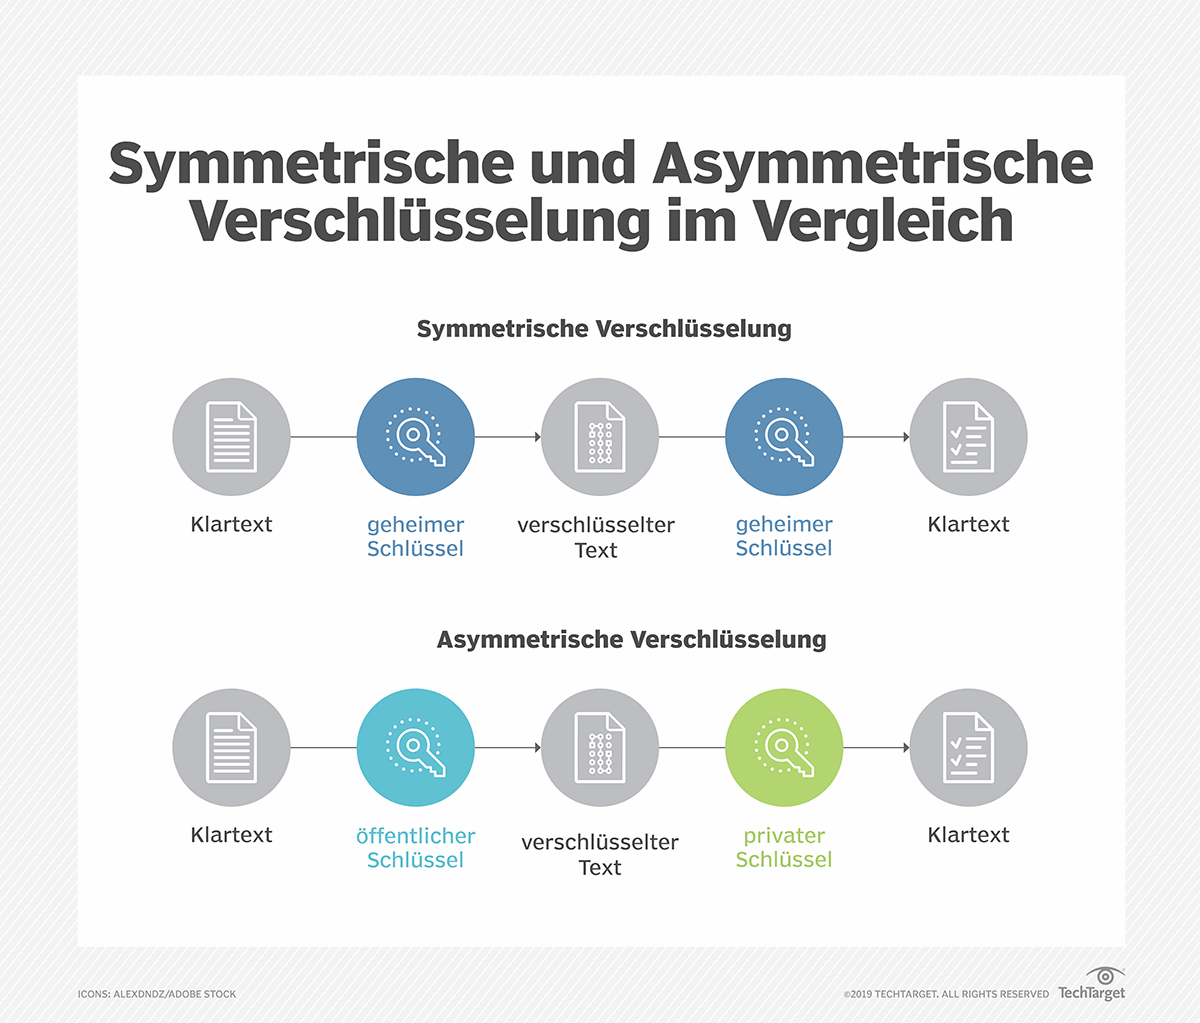 Symmetrische und Asymmetrische
Verschlüsselung im Vergleich
Symmetrische Verschlüsselung
Klartext
geheimer
Schlüssel
verschlüsselter
Text
geheimer
Schlüssel
Klartext
Asymmetrische Verschlüsselung
Klartext
öffentlicher
Schlüssel
verschlüsselter
Text
privater
Schlüssel
Klartext
ICONS: ALEXDNDZ/ADOBE STOCK
©2019 TECHTARGET. ALL RIGHTS RESERVED
TechTarget